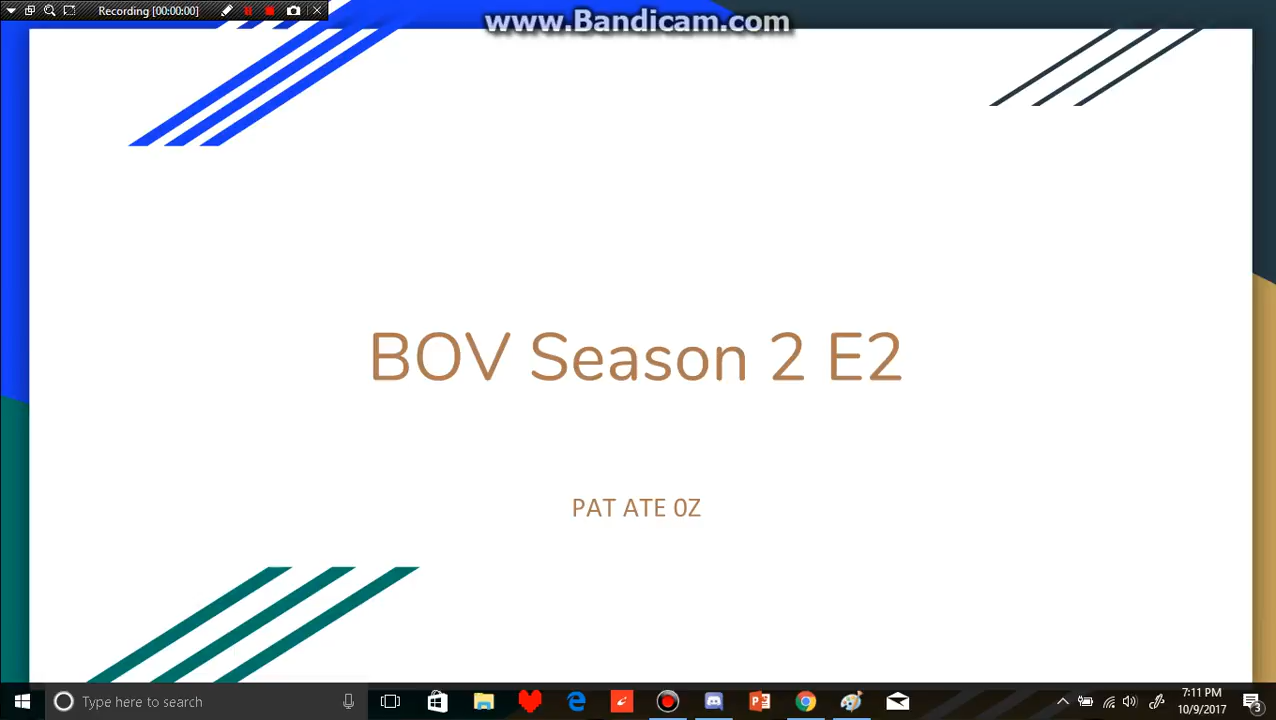 Recording [00:00:00]
www.Bandicam.com
BOV Season 2 E2
PAT ATE 0Z
Type here to search
7:11 PM
10/9/2017
3